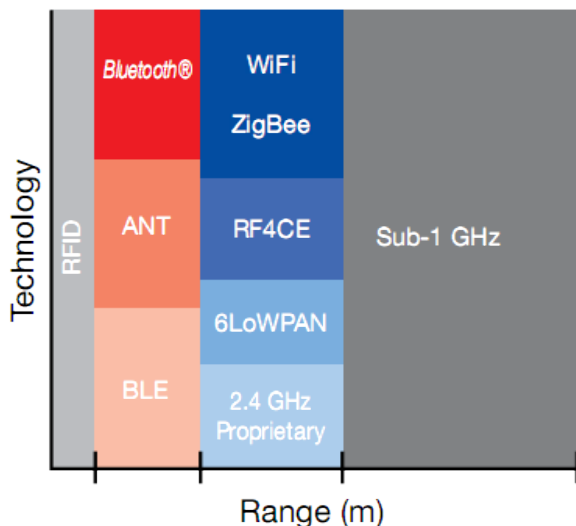 Technology
RFID
Bluetooth®
ANT
BLE
WiFi
ZigBee
RF4CE
6LoWPAN
2.4 GHz
Proprietary
Sub-1 GHz
Range (m)